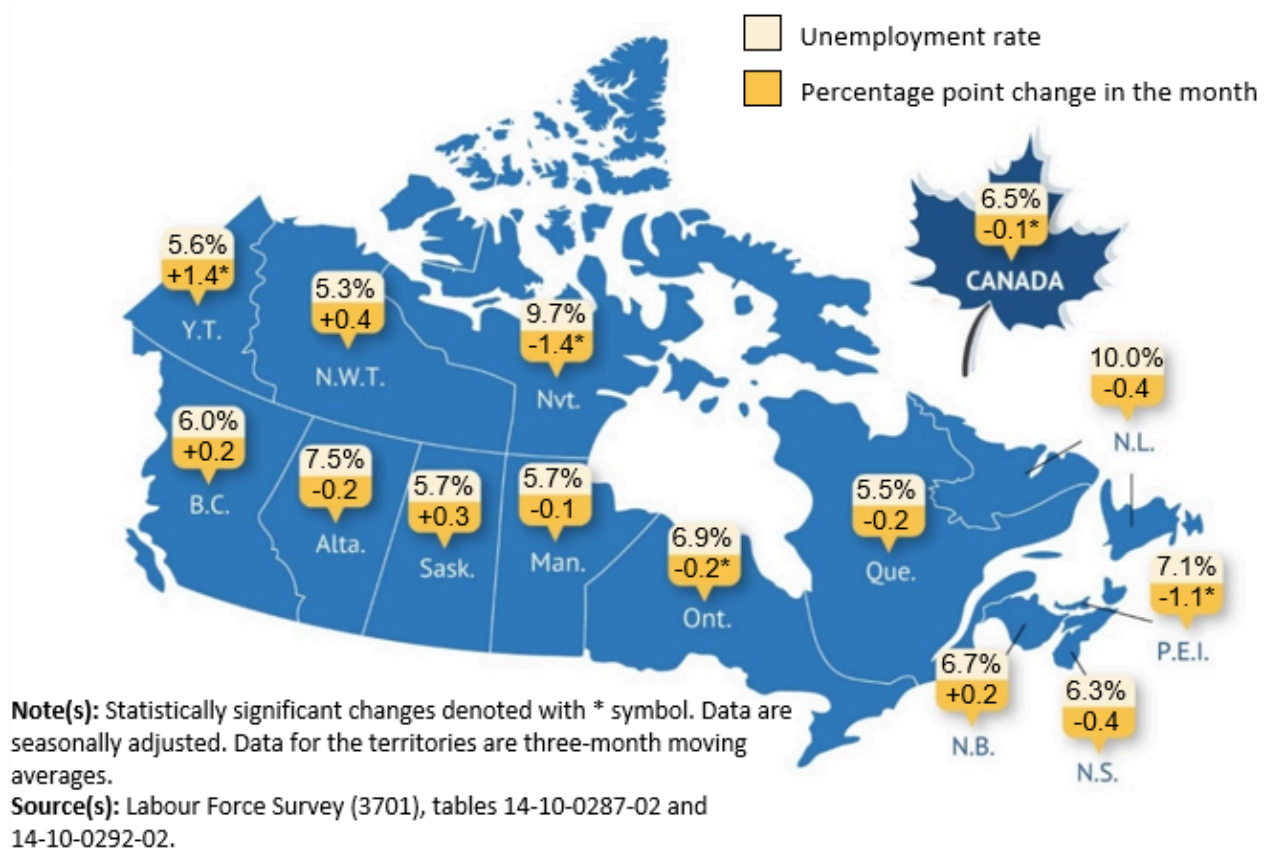 Unemployment rate
Percentage point change in the month
6.5%
-0.1*
CANADA
5.6%
+1.4*
Y.T.
5.3%
+0.4
N.W.T.
9.7%
-1.4*
Nvt.
10.0%
-0.4
N.L.
6.0%
+0.2
B.C.
7.5%
-0.2
Alta.
5.7%
+0.3
Sask.
5.7%
-0.1
Man.
6.9%
-0.2*
Ont.
5.5%
-0.2
Que.
7.1%
-1.1*
P.E.I.
6.7%
+0.2
N.B.
6.3%
-0.4
N.S.
Note(s): Statistically significant changes denoted with * symbol. Data are
seasonally adjusted. Data for the territories are three-month moving
averages.
Source(s): Labour Force Survey (3701), tables 14-10-0287-02 and
14-10-0292-02.